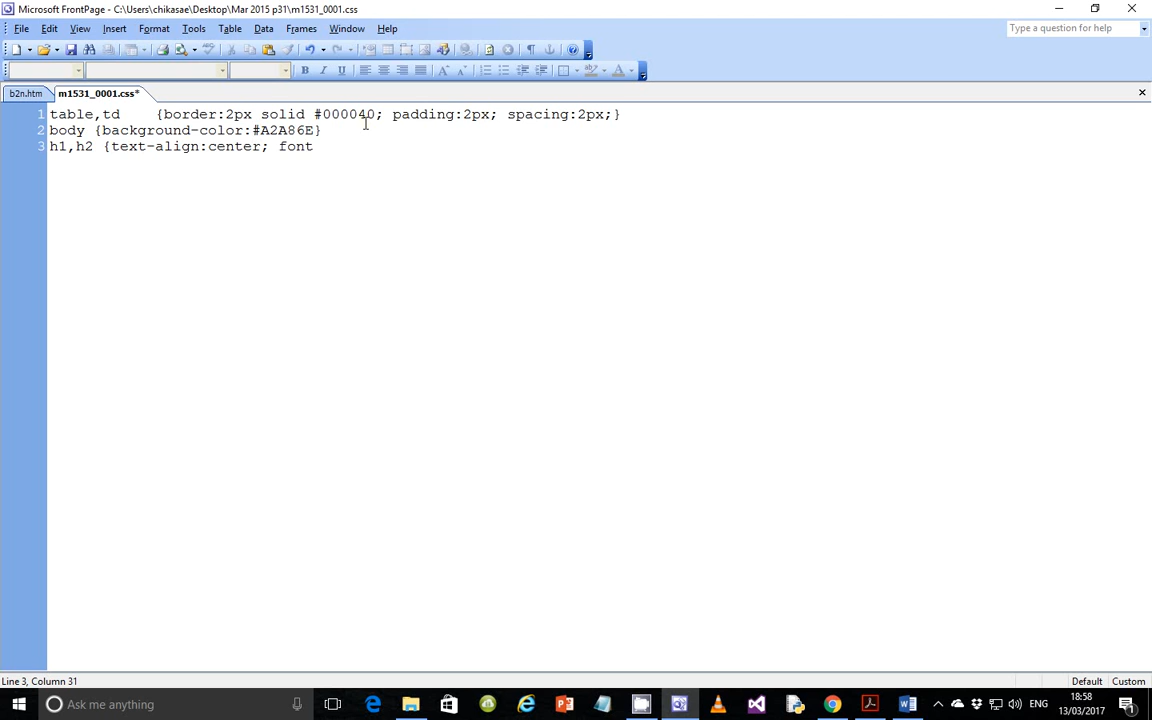 Microsoft FrontPage - C:\Users\chikasae\Desktop\Mar 2015 p31\m1531_0001.css
File Edit View Insert Format Tools Table Data Frames Window Help
Type a question for help
b2n.htm m1531_0001.css*
1 table,td {border:2px solid #000040; padding:2px; spacing:2px;}
2 body {background-color:#A2A86E}
3 h1,h2 {text-align:center; font
Line 3, Column 31
Default Custom
Ask me anything
ENG
18:58
13/03/2017